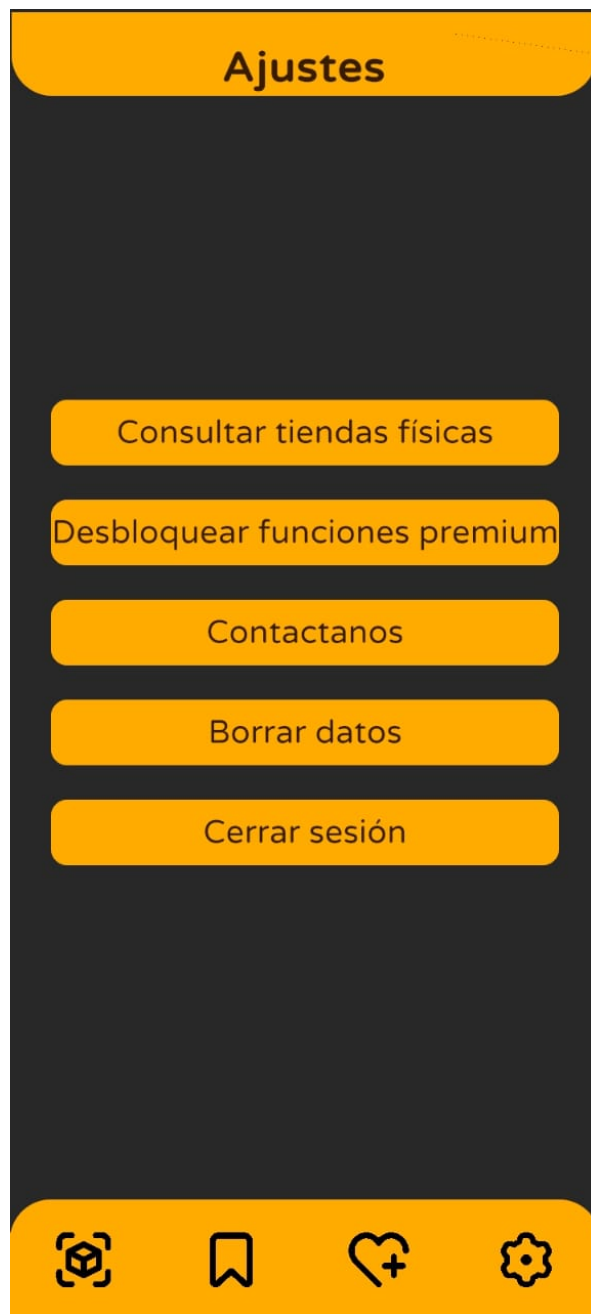 Ajustes
Consultar tiendas físicas
Desbloquear funciones premium
Contactanos
Borrar datos
Cerrar sesión